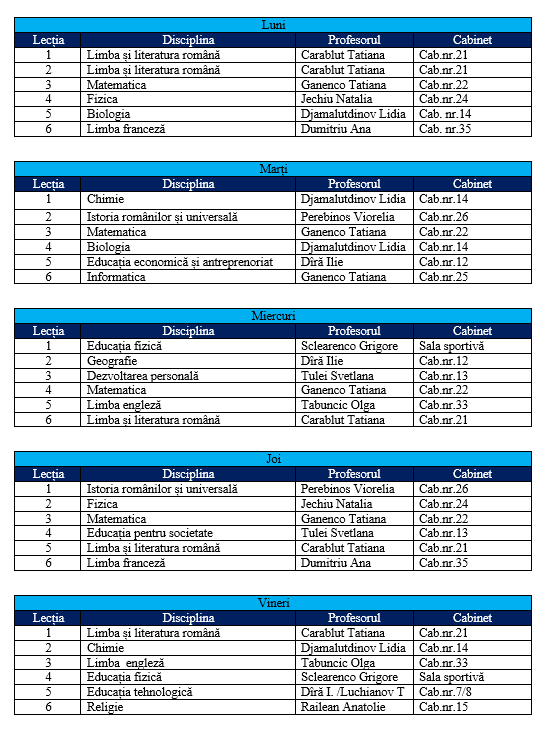 Luni
Lecția Disciplina Profesorul Cabinet
1 Limba și literatura română Carablut Tatiana Cab.nr.21
2 Limba și literatura română Carablut Tatiana Cab.nr.21
3 Matematica Ganenco Tatiana Cab.nr.22
4 Fizica Jechiu Natalia Cab.nr.24
5 Biologia Djamalutdinov Lidia Cab. nr.14
6 Limba franceză Dumitriu Ana Cab. nr.35
Marți
Lecția Disciplina Profesorul Cabinet
1 Chimie Djamalutdinov Lidia Cab.nr.14
2 Istoria românilor și universală Perebinos Viorelia Cab.nr.26
3 Matematica Ganenco Tatiana Cab.nr.22
4 Biologia Djamalutdinov Lidia Cab.nr.14
5 Educația economică și antreprenoriat Dîră Ilie Cab.nr.12
6 Informatica Ganenco Tatiana Cab.nr.25
Miercuri
Lecția Disciplina Profesorul Cabinet
1 Educația fizică Sclearenco Grigore Sala sportivă
2 Geografie Dîră Ilie Cab.nr.12
3 Dezvoltarea personală Tulei Svetlana Cab.nr.13
4 Matematica Ganenco Tatiana Cab.nr.22
5 Limba engleză Tabuncic Olga Cab.nr.33
6 Limba și literatura română Carablut Tatiana Cab.nr.21
Joi
Lecția Disciplina Profesorul Cabinet
1 Istoria românilor și universală Perebinos Viorelia Cab.nr.26
2 Fizica Jechiu Natalia Cab.nr.24
3 Matematica Ganenco Tatiana Cab.nr.22
4 Educația pentru societate Tulei Svetlana Cab.nr.13
5 Limba și literatura română Carablut Tatiana Cab.nr.21
6 Limba franceză Dumitriu Ana Cab.nr.35
Vineri
Lecția Disciplina Profesorul Cabinet
1 Limba și literatura română Carablut Tatiana Cab.nr.21
2 Chimie Djamalutdinov Lidia Cab.nr.14
3 Limba engleză Tabuncic Olga Cab.nr.33
4 Educația fizică Sclearenco Grigore Sala sportivă
5 Educația tehnologică Dîră I. /Luchianov T Cab.nr.7/8
6 Religie Railean Anatolie Cab.nr.15